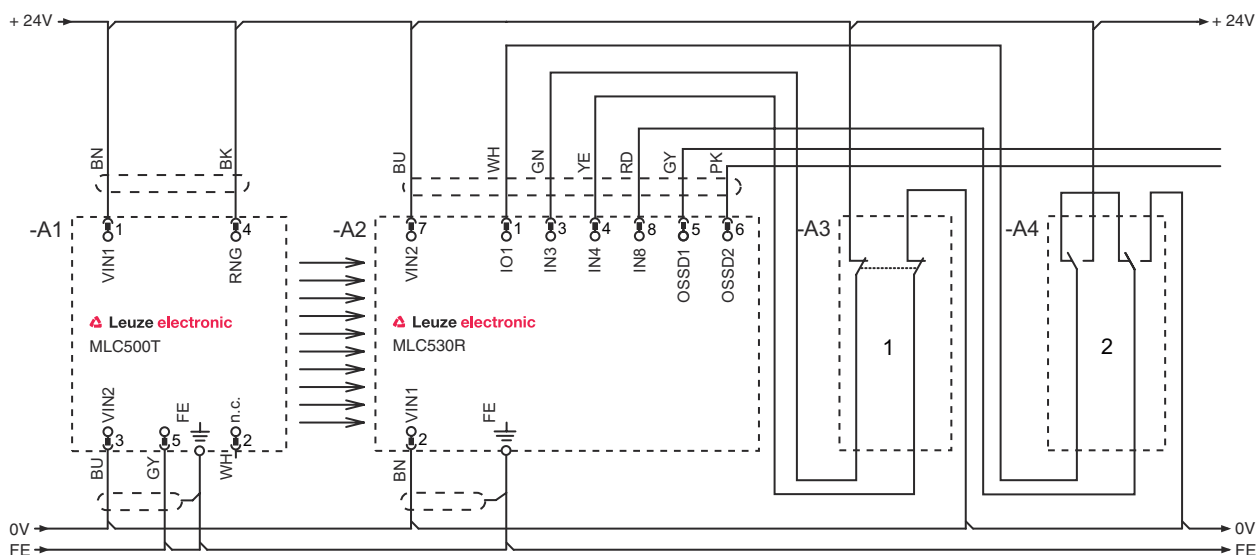 + 24V
+ 24V
BN
BK
BU
WH
GN
YE
RD
GY
PK
-A1
1
4
-A2
7
1
3
4
8
5
6
-A3
-A4
VIN1
RNG
VIN2
IO1
IN3
IN4
IN8
OSSD1
OSSD2
Leuze electronic
MLC500T
Leuze electronic
MLC530R
1
2
VIN2
FE
n.c.
VIN1
FE
3
5
2
2
BU
GY
WH
BN
0V
0V
FE
FE